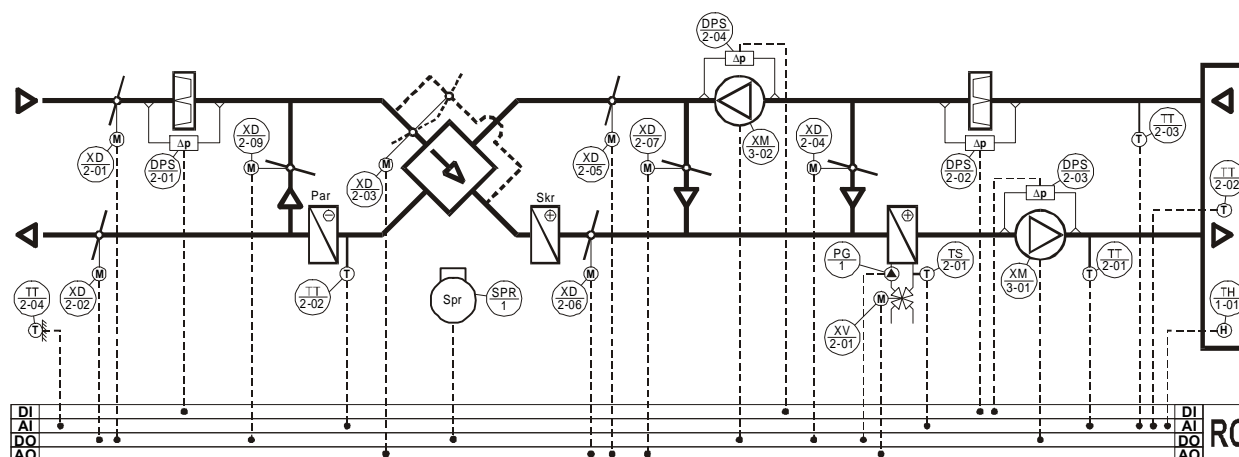 DPS
2-04
Δp
M
XD
2-01
DPS
2-01
Δp
XD
2-09
M
XD
2-03
M
M
XD
2-05
XD
2-07
M
XM
3-02
XD
2-04
M
DPS
2-02
Δp
T
TT
2-03
DPS
2-03
Δp
TT
2-02
T
Par
Skr
TT
2-04
T
M
XD
2-02
TT
2-02
T
Spr
SPR
1
M
XD
2-06
PG
1
T
TS
2-01
M
XV
2-01
XM
3-01
T
TT
2-01
TH
1-01
H
DI DI
AI AI
DO DO
AO AO